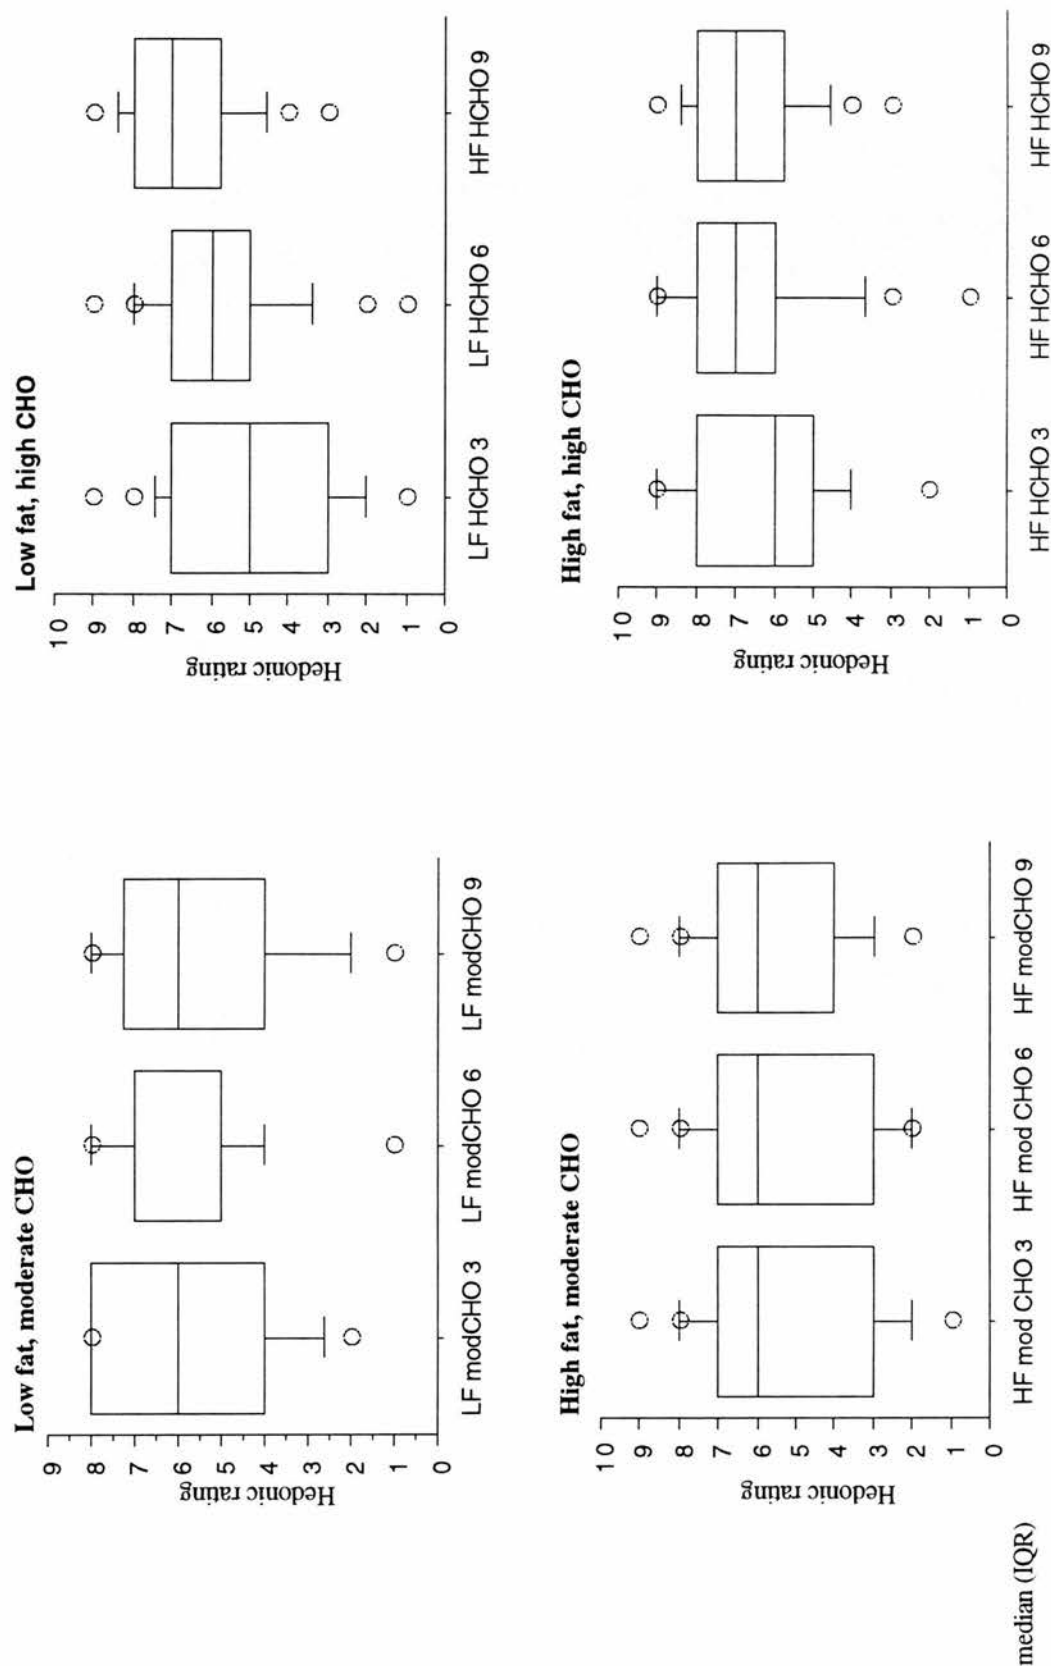 Low fat, moderate CHO
9
8
7
6
5
4
3
2
1
0
Hedonic rating
LF modCHO 3
LF modCHO 6
LF modCHO 9
Low fat, high CHO
10
9
8
7
6
5
4
3
2
1
0
Hedonic rating
LF HCHO 3
LF HCHO 6
HF HCHO 9
High fat, moderate CHO
10
9
8
7
6
5
4
3
2
1
0
Hedonic rating
HF mod CHO 3
HF mod CHO 6
HF modCHO 9
High fat, high CHO
10
9
8
7
6
5
4
3
2
1
0
Hedonic rating
HF HCHO 3
HF HCHO 6
HF HCHO 9
median (IQR)